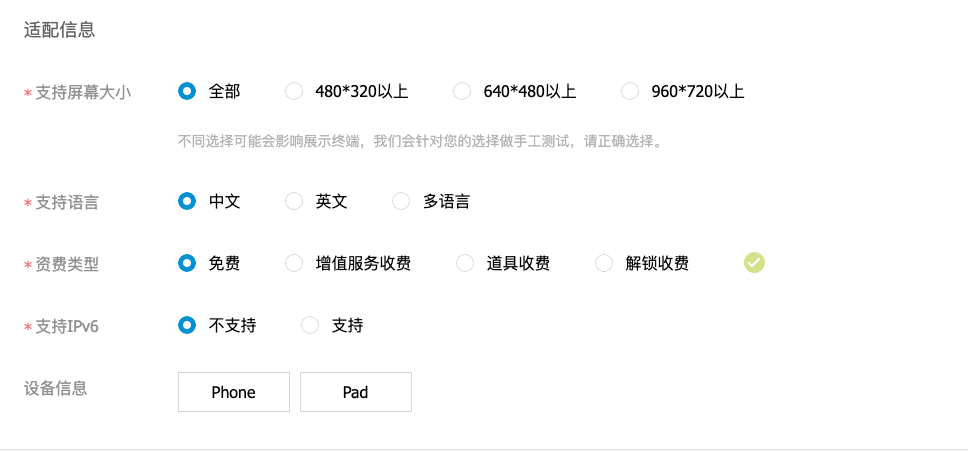 适配信息
*支持屏幕大小 全部 480*320以上 640*480以上 960*720以上
不同选择可能会影响展示终端，我们会针对您的选择做手工测试，请正确选择。
*支持语言 中文 英文 多语言
*资费类型 免费 增值服务收费 道具收费 解锁收费
*支持IPv6 不支持 支持
设备信息 Phone Pad